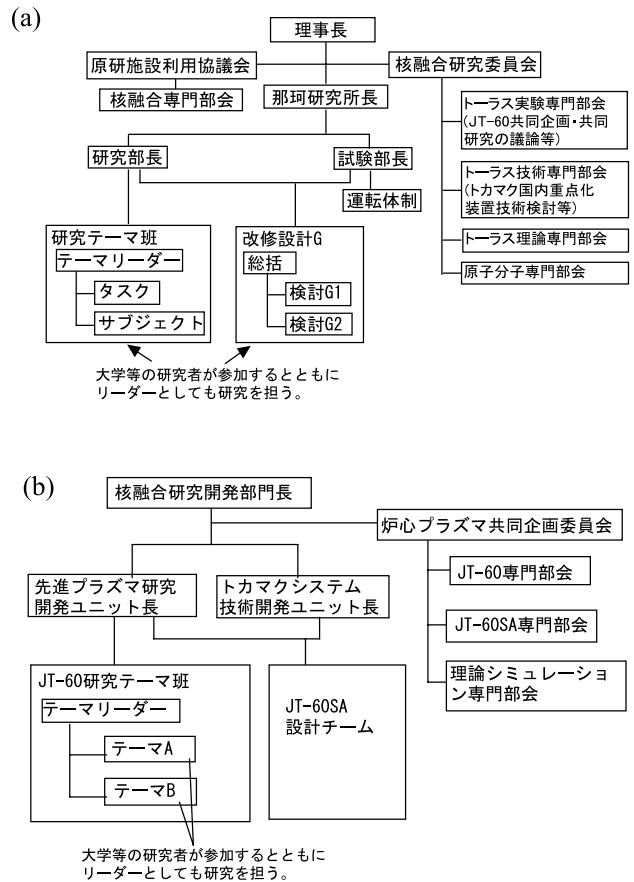 (a)
理事長
原研施設利用協議会
核融合研究委員会
核融合専門部会
那珂研究所長
トーラス実験専門部会
(JT-60共同企画・共同
研究の議論等)
研究部長
試験部長
トーラス技術専門部会
(トカマク国内重点化
装置技術検討等)
運転体制
トーラス理論専門部会
原子分子専門部会
研究テーマ班
テーマリーダー
タスク
サブジェクト
改修設計G
総括
検討G1
検討G2
大学等の研究者が参加するとともに
リーダーとしても研究を担う。
(b)
核融合研究開発部門長
炉心プラズマ共同企画委員会
JT-60専門部会
先進プラズマ研究
開発ユニット長
トカマクシステム
技術開発ユニット長
JT-60SA専門部会
理論シミュレーショ
ン専門部会
JT-60研究テーマ班
テーマリーダー
テーマA
テーマB
JT-60SA
設計チーム
大学等の研究者が参加するとともに
リーダーとしても研究を担う。